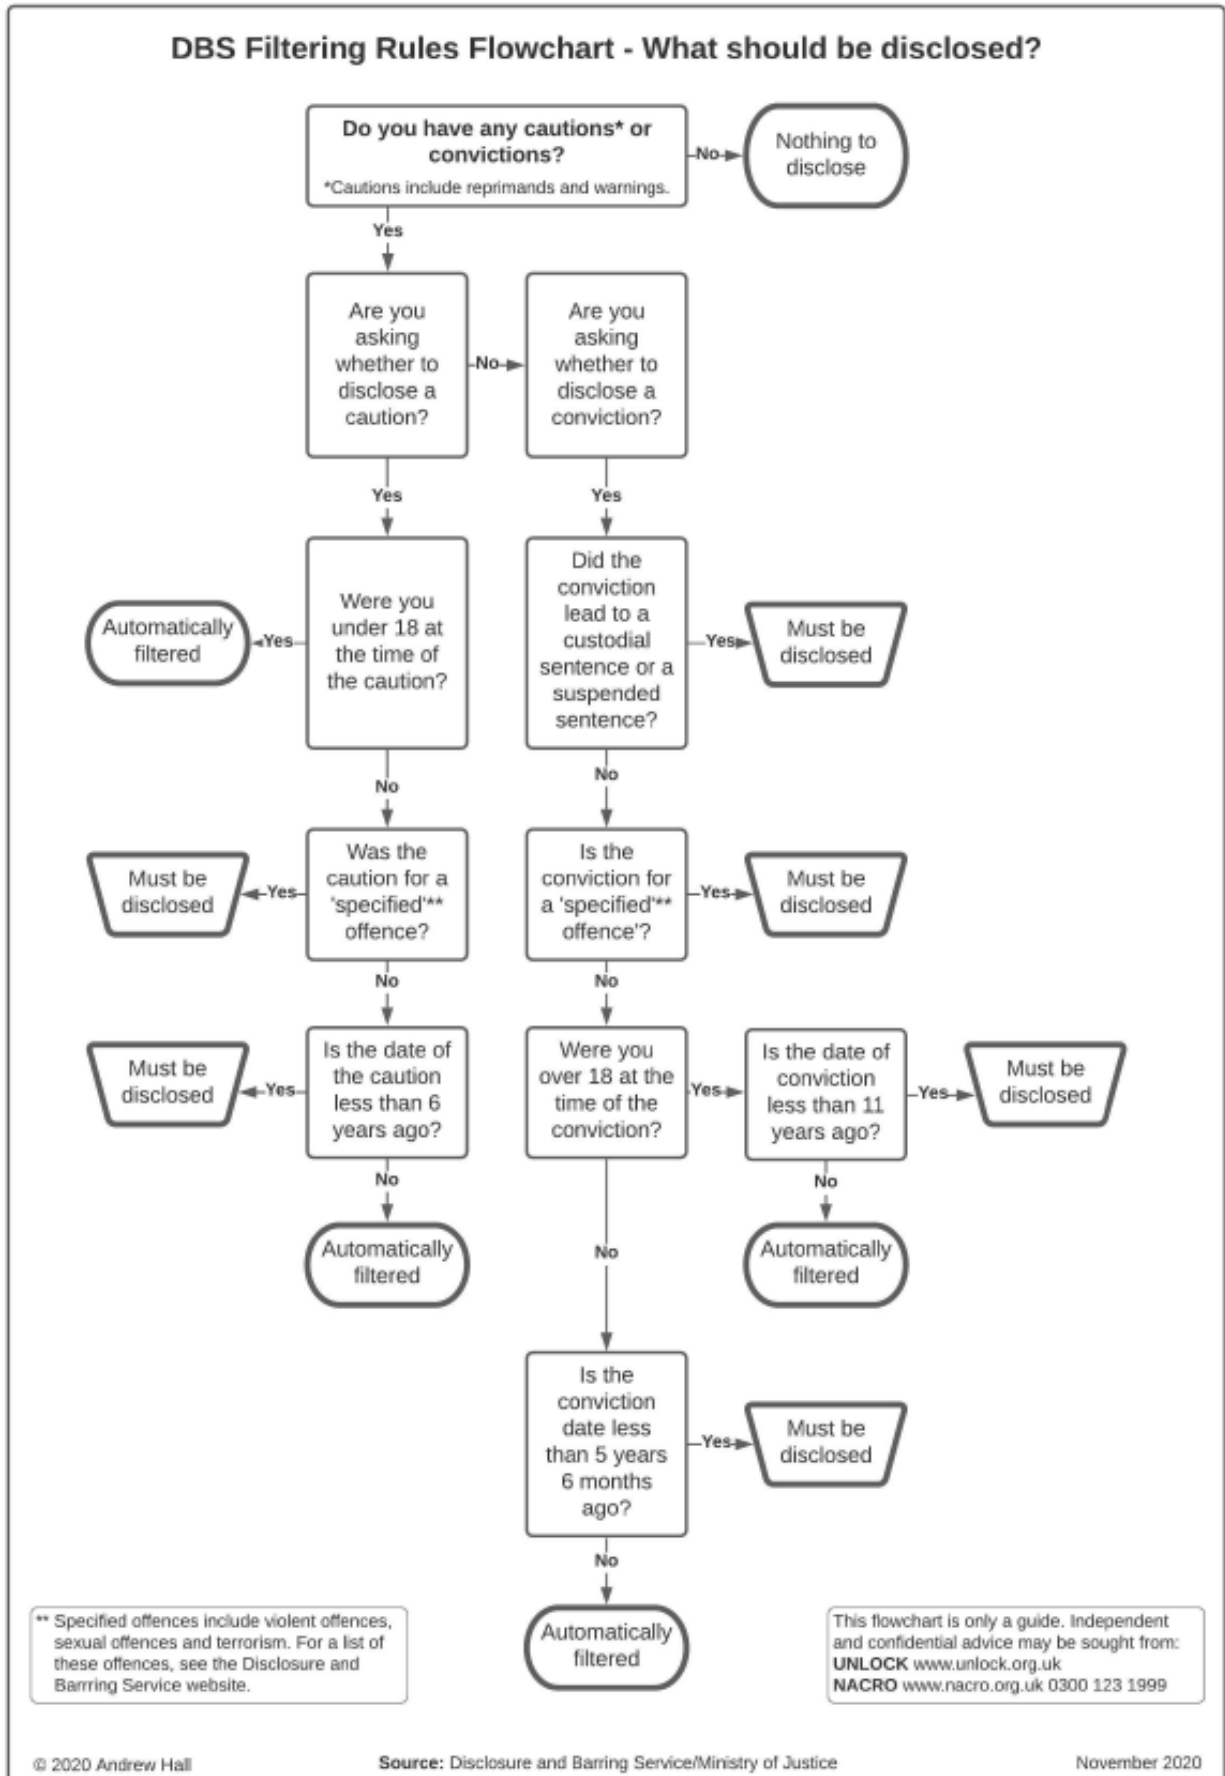 DBS Filtering Rules Flowchart - What should be disclosed?
Do you have any cautions* or
convictions?
*Cautions include reprimands and warnings.
No
Nothing to
disclose
Yes
Are you
asking
whether to
disclose a
caution?
No
Are you
asking
whether to
disclose a
conviction?
Yes
Yes
Were you
under 18 at
the time of
the caution?
Yes
Automatically
filtered
Did the
conviction
lead to a
custodial
sentence or a
suspended
sentence?
Yes
Must be
disclosed
No
No
Was the
caution for a
'specified'**
offence?
Yes
Must be
disclosed
Is the
conviction for
a 'specified'**
offence'?
Yes
Must be
disclosed
No
No
Is the date of
the caution
less than 6
years ago?
Yes
Must be
disclosed
Were you
over 18 at the
time of the
conviction?
Yes
Is the date of
conviction
less than 11
years ago?
Yes
Must be
disclosed
No
Automatically
filtered
No
No
Automatically
filtered
Is the
conviction
date less
than 5 years
6 months
ago?
Yes
Must be
disclosed
No
Automatically
filtered
** Specified offences include violent offences,
sexual offences and terrorism. For a list of
these offences, see the Disclosure and
Barrring Service website.
This flowchart is only a guide. Independent
and confidential advice may be sought from:
UNLOCK www.unlock.org.uk
NACRO www.nacro.org.uk 0300 123 1999
© 2020 Andrew Hall
Source: Disclosure and Barring Service/Ministry of Justice
November 2020